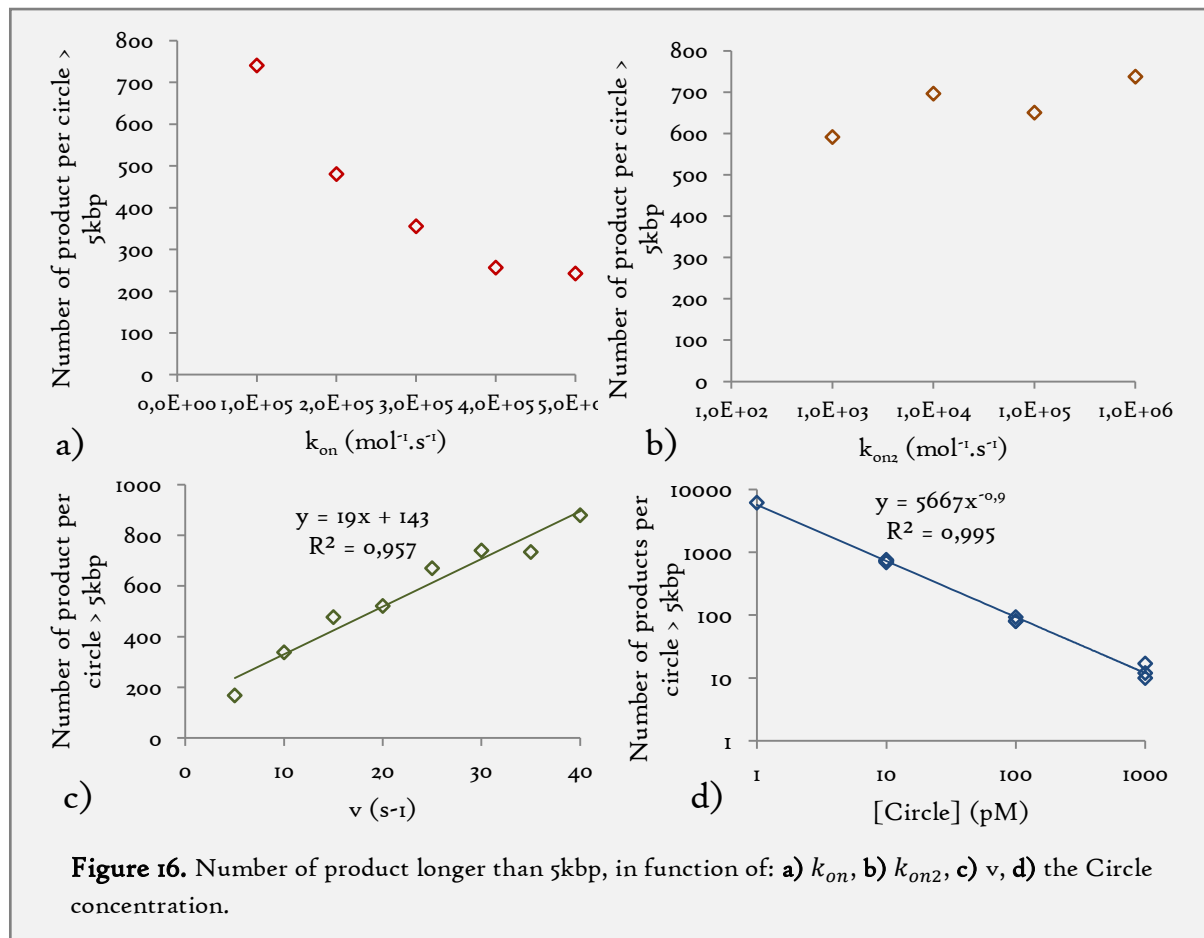 Number of product per circle >
5kbp
800
700
600
500
400
300
200
100
0
0,0E+00 1,0E+05 2,0E+05 3,0E+05 4,0E+05 5,0E+0
kon (mol-1.s-1)
a)
Number of product per circle >
5kbp
800
700
600
500
400
300
200
100
0
1,0E+02 1,0E+03 1,0E+04 1,0E+05 1,0E+06
kon2 (mol-1.s-1)
b)
Number of product per
circle > 5kbp
1000
800
600
400
200
0
y = 19x + 143
R² = 0,957
0 10 20 30 40
v (s-1)
c)
Number of products per
circle > 5kbp
10000
1000
100
10
1
y = 5667x-0,9
R² = 0,995
1 10 100 1000
[Circle] (pM)
d)
Figure 16. Number of product longer than 5kbp, in function of: a) kon, b) kon2, c) v, d) the Circle
concentration.